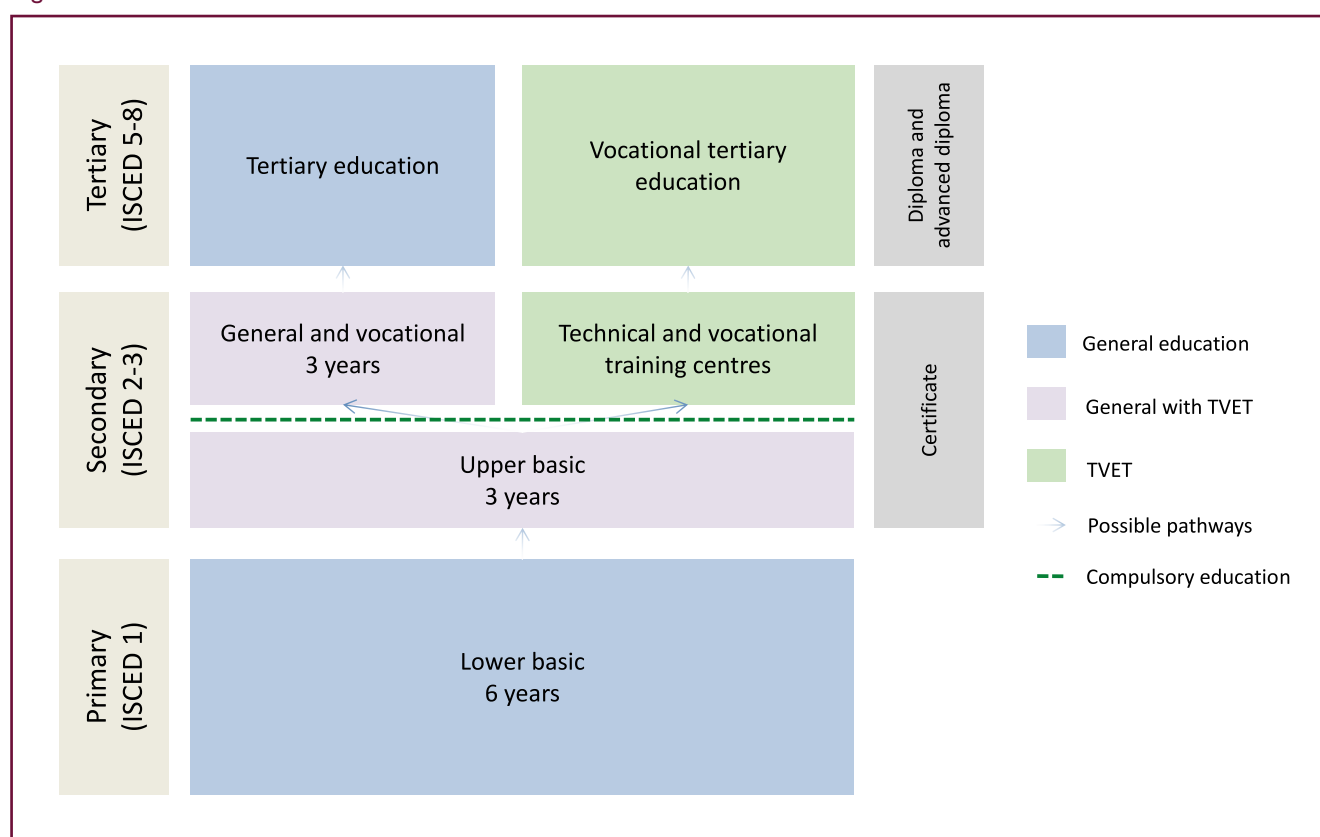 Tertiary
(ISCED 5-8)
Tertiary education
Vocational tertiary
education
Diploma and
advanced diploma
Secondary
(ISCED 2-3)
General and vocational
3 years
Technical and vocational
training centres
Certificate
Upper basic
3 years
Primary
(ISCED 1)
Lower basic
6 years
General education
General with TVET
TVET
Possible pathways
Compulsory education